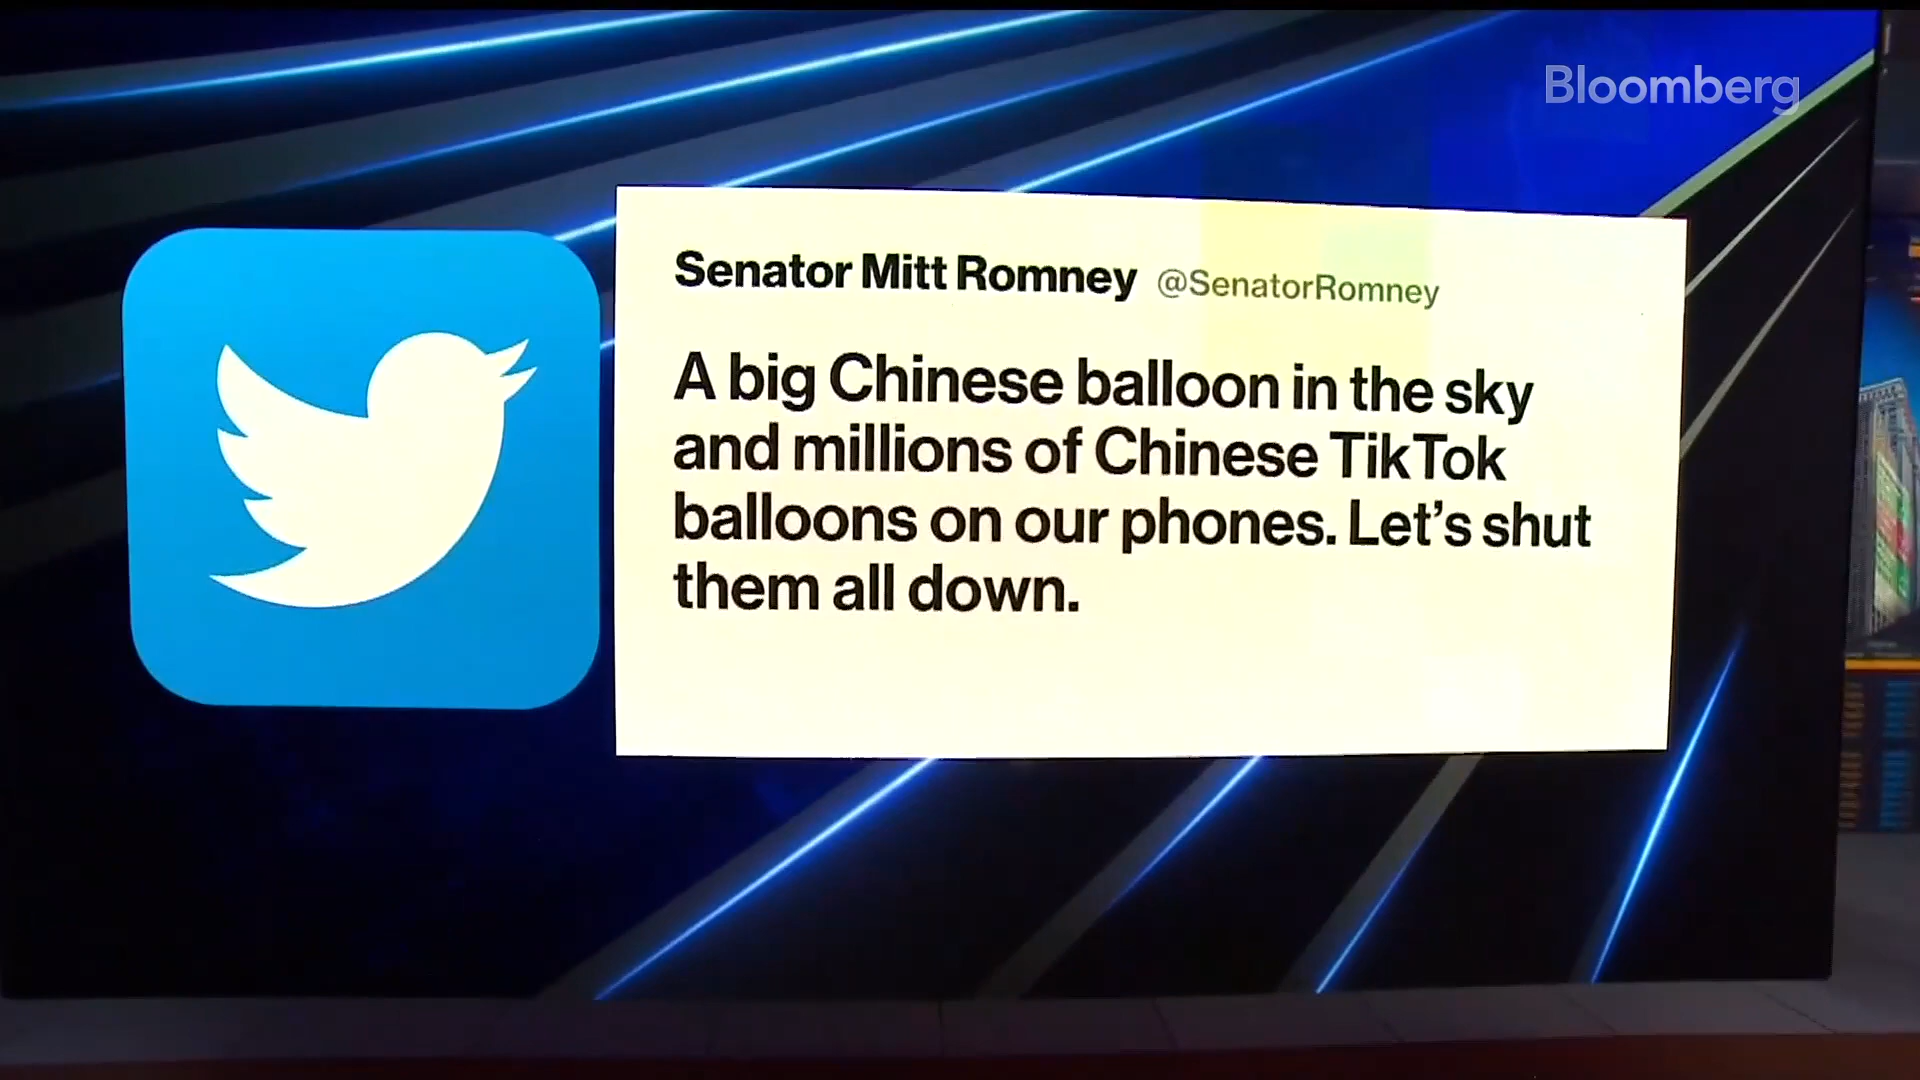 Bloomberg
Senator Mitt Romney @SenatorRomney
A big Chinese balloon in the sky
and millions of Chinese TikTok
balloons on our phones. Let’s shut
them all down.